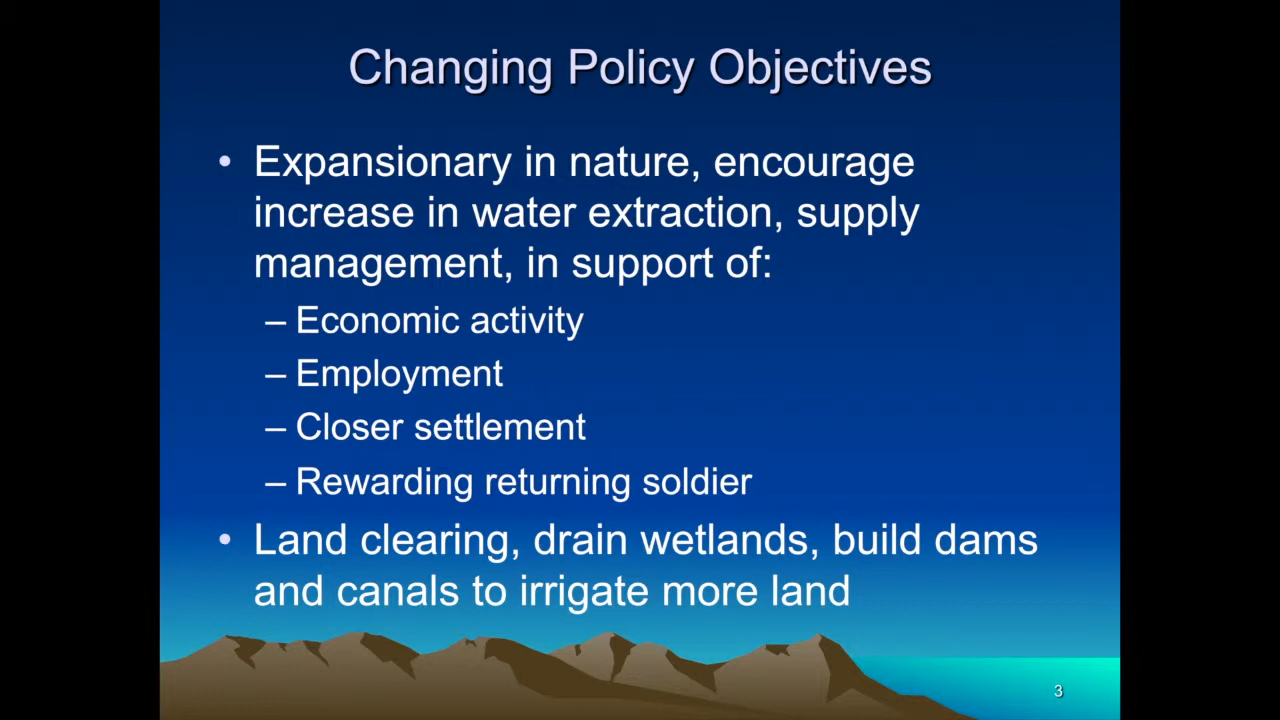 Changing Policy Objectives
• Expansionary in nature, encourage
increase in water extraction, supply
management, in support of:
– Economic activity
– Employment
– Closer settlement
– Rewarding returning soldier
• Land clearing, drain wetlands, build dams
and canals to irrigate more land
3